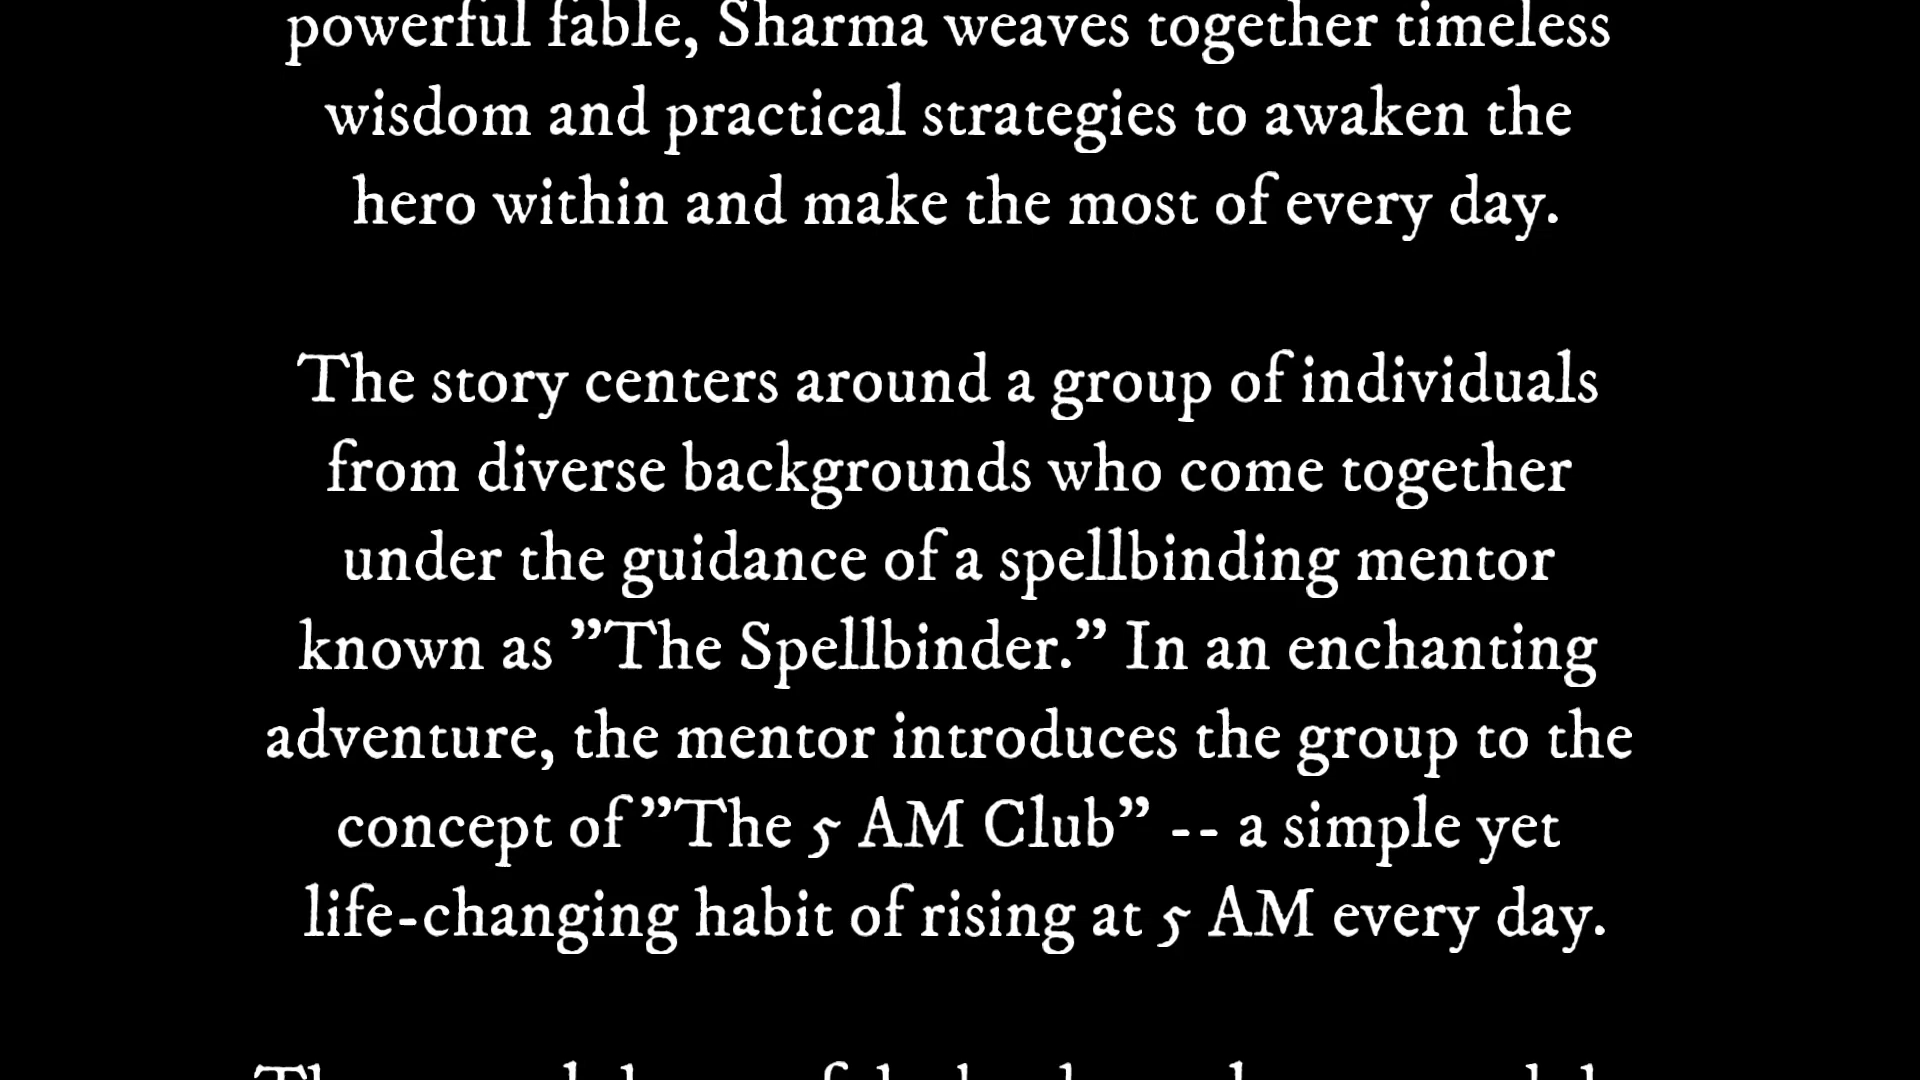 powerful fable, Sharma weaves together timeless
wisdom and practical strategies to awaken the
hero within and make the most of every day.
The story centers around a group of individuals
from diverse backgrounds who come together
under the guidance of a spellbinding mentor
known as ”The Spellbinder.” In an enchanting
adventure, the mentor introduces the group to the
concept of ”The 5 AM Club” -- a simple yet
life-changing habit of rising at 5 AM every day.